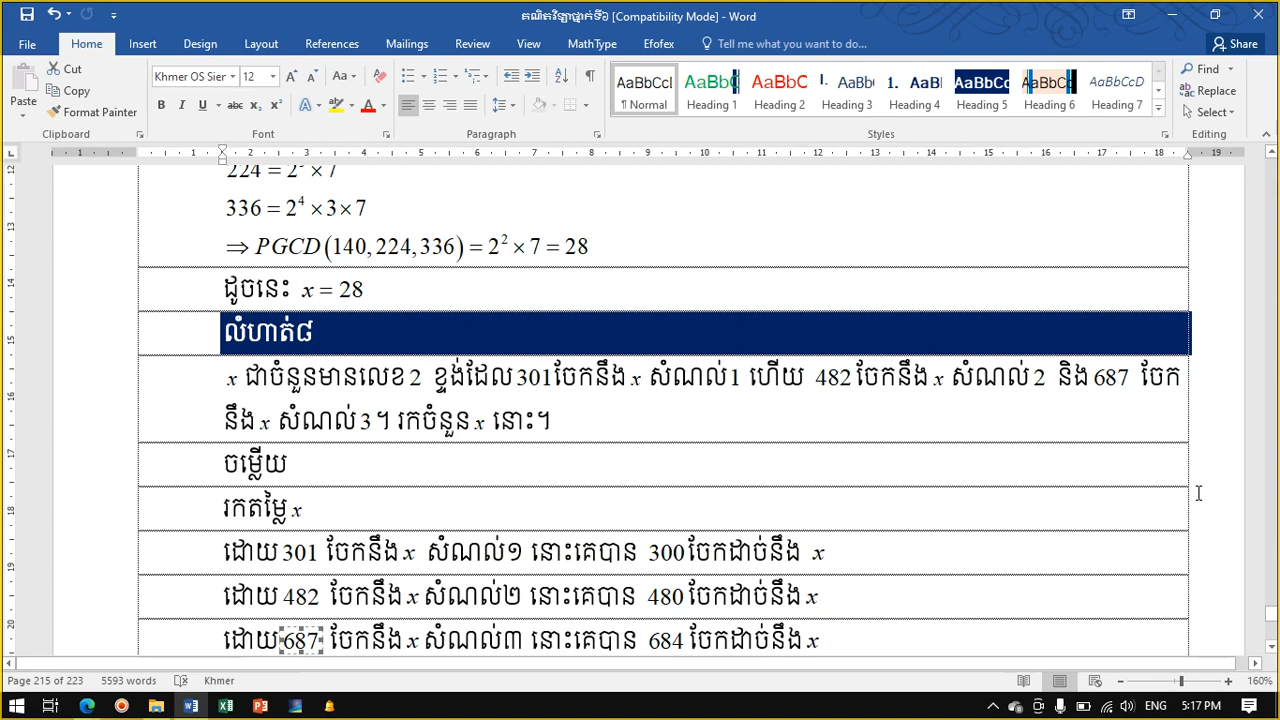 គណិតវិទ្យាថ្នាក់ទី៦ [Compatibility Mode] - Word
File Home Insert Design Layout References Mailings Review View MathType Efofex Tell me what you want to do... Share
Cut
Copy
Format Painter
Paste
Khmer OS Sier 12
AaBbCcI AaBbC AaBbCc I. AaBbC 1. AaB AaBbCc AaBbCc AaBbCcD
¶ Normal Heading 1 Heading 2 Heading 3 Heading 4 Heading 5 Heading 6 Heading 7
Find
Replace
Select
Clipboard Font Paragraph Styles Editing
336 = 2⁴ × 3 × 7
⇒ PGCD(140, 224, 336) = 2² × 7 = 28
ដូចនេះ x = 28
លំហាត់៨
x ជាចំនួនមានលេខ 2 ខ្ទង់ដែល 301 ចែកនឹង x សំណល់ 1 ហើយ 482 ចែកនឹង x សំណល់ 2 និង 687 ចែក
នឹង x សំណល់ 3 ។ រកចំនួន x នោះ។
ចម្លើយ
រកតម្លៃ x
ដោយ 301 ចែកនឹង x សំណល់១ នោះគេបាន 300 ចែកដាច់នឹង x
ដោយ 482 ចែកនឹង x សំណល់២ នោះគេបាន 480 ចែកដាច់នឹង x
ដោយ 687 ចែកនឹង x សំណល់៣ នោះគេបាន 684 ចែកដាច់នឹង x
Page 215 of 223 5593 words Khmer 160%
ENG 5:17 PM